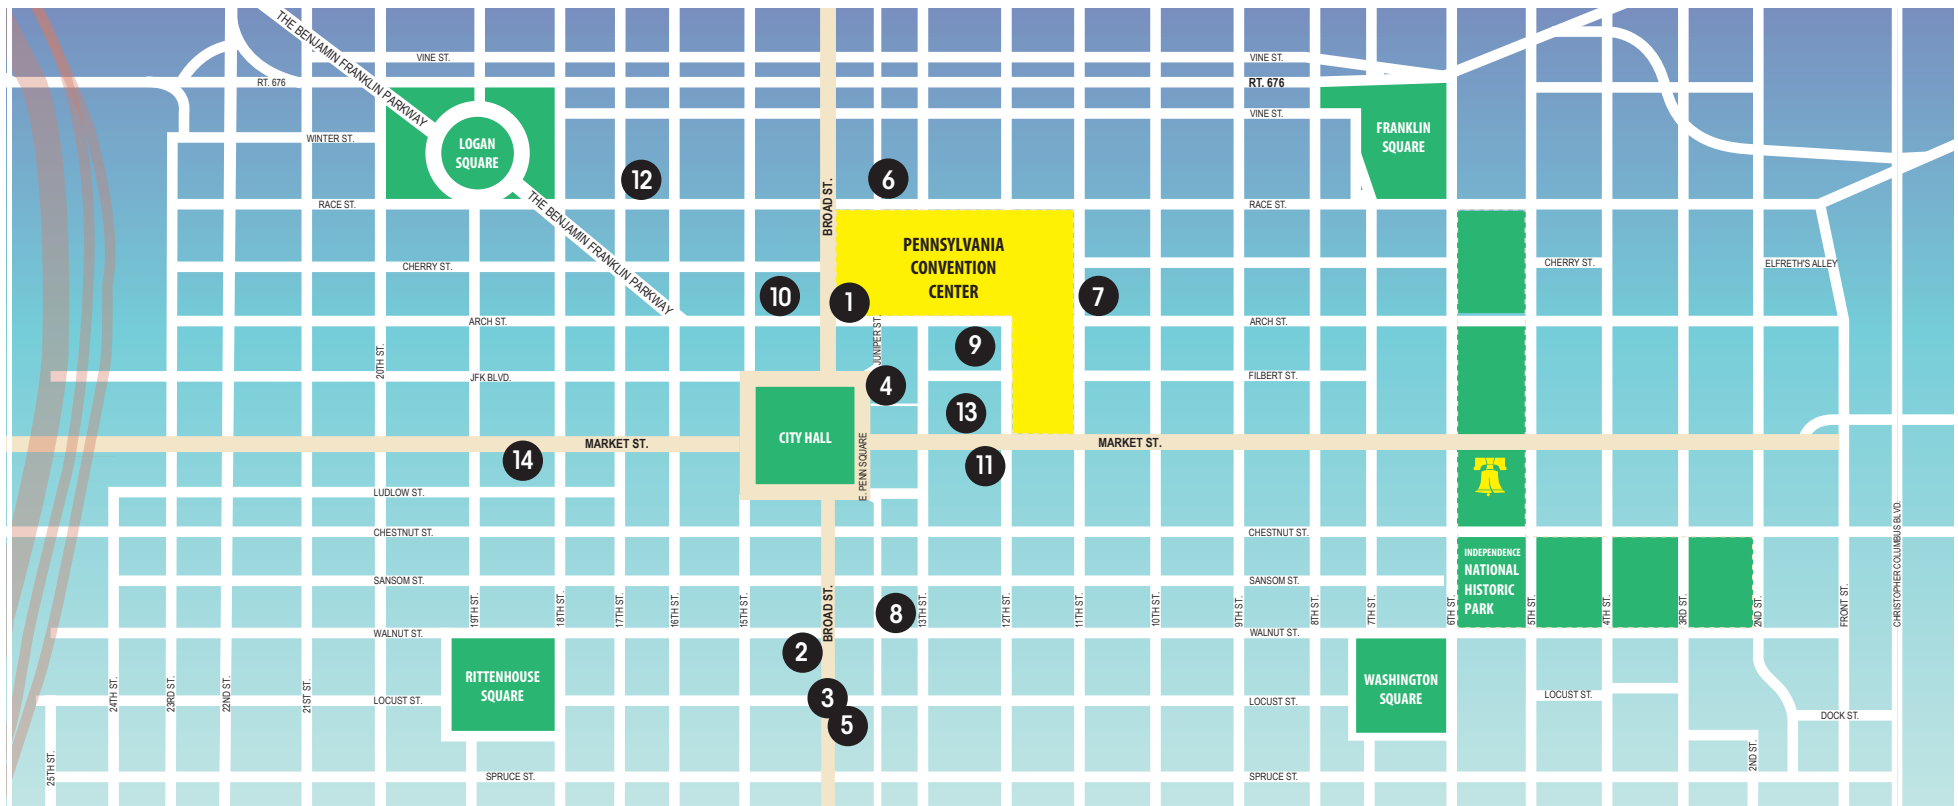 THE BENJAMIN FRANKLIN PARKWAY
VINE ST.
VINE ST.
RT. 676
RT. 676
VINE ST.
WINTER ST.
LOGAN
SQUARE
FRANKLIN
SQUARE
12
6
RACE ST.
THE BENJAMIN FRANKLIN PARKWAY
BROAD ST.
RACE ST.
PENNSYLVANIA
CONVENTION
CENTER
CHERRY ST.
CHERRY ST.
ELFRETH'S ALLEY
10
1
7
ARCH ST.
ARCH ST.
JUNIPER ST.
9
20TH ST.
JFK BLVD.
4
FILBERT ST.
13
CITY HALL
MARKET ST.
MARKET ST.
14
E. PENN SQUARE
11
LUDLOW ST.
CHESTNUT ST.
CHESTNUT ST.
CHRISTOPHER COLUMBUS BLVD.
INDEPENDENCE
NATIONAL
HISTORIC
PARK
SANSOM ST.
SANSOM ST.
19TH ST.
18TH ST.
17TH ST.
16TH ST.
15TH ST.
BROAD ST.
8
13TH ST.
12TH ST.
11TH ST.
10TH ST.
9TH ST.
8TH ST.
7TH ST.
6TH ST.
5TH ST.
4TH ST.
3RD ST.
2ND ST.
FRONT ST.
WALNUT ST.
WALNUT ST.
2
RITTENHOUSE
SQUARE
WASHINGTON
SQUARE
24TH ST.
23RD ST.
22ND ST.
21ST ST.
LOCUST ST.
3
LOCUST ST.
LOCUST ST.
5
DOCK ST.
25TH ST.
2ND ST.
SPRUCE ST.
SPRUCE ST.